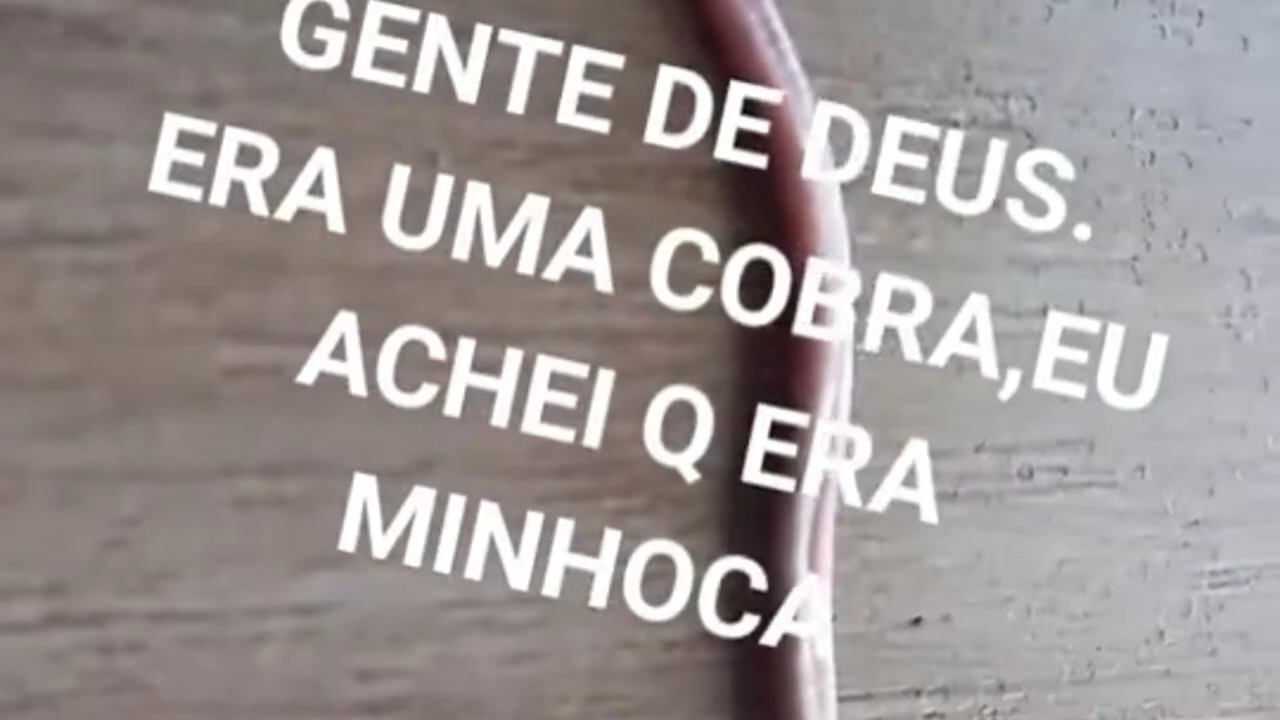 GENTE DE DEUS.
ERA UMA COBRA,EU
ACHEI Q ERA
MINHOCA